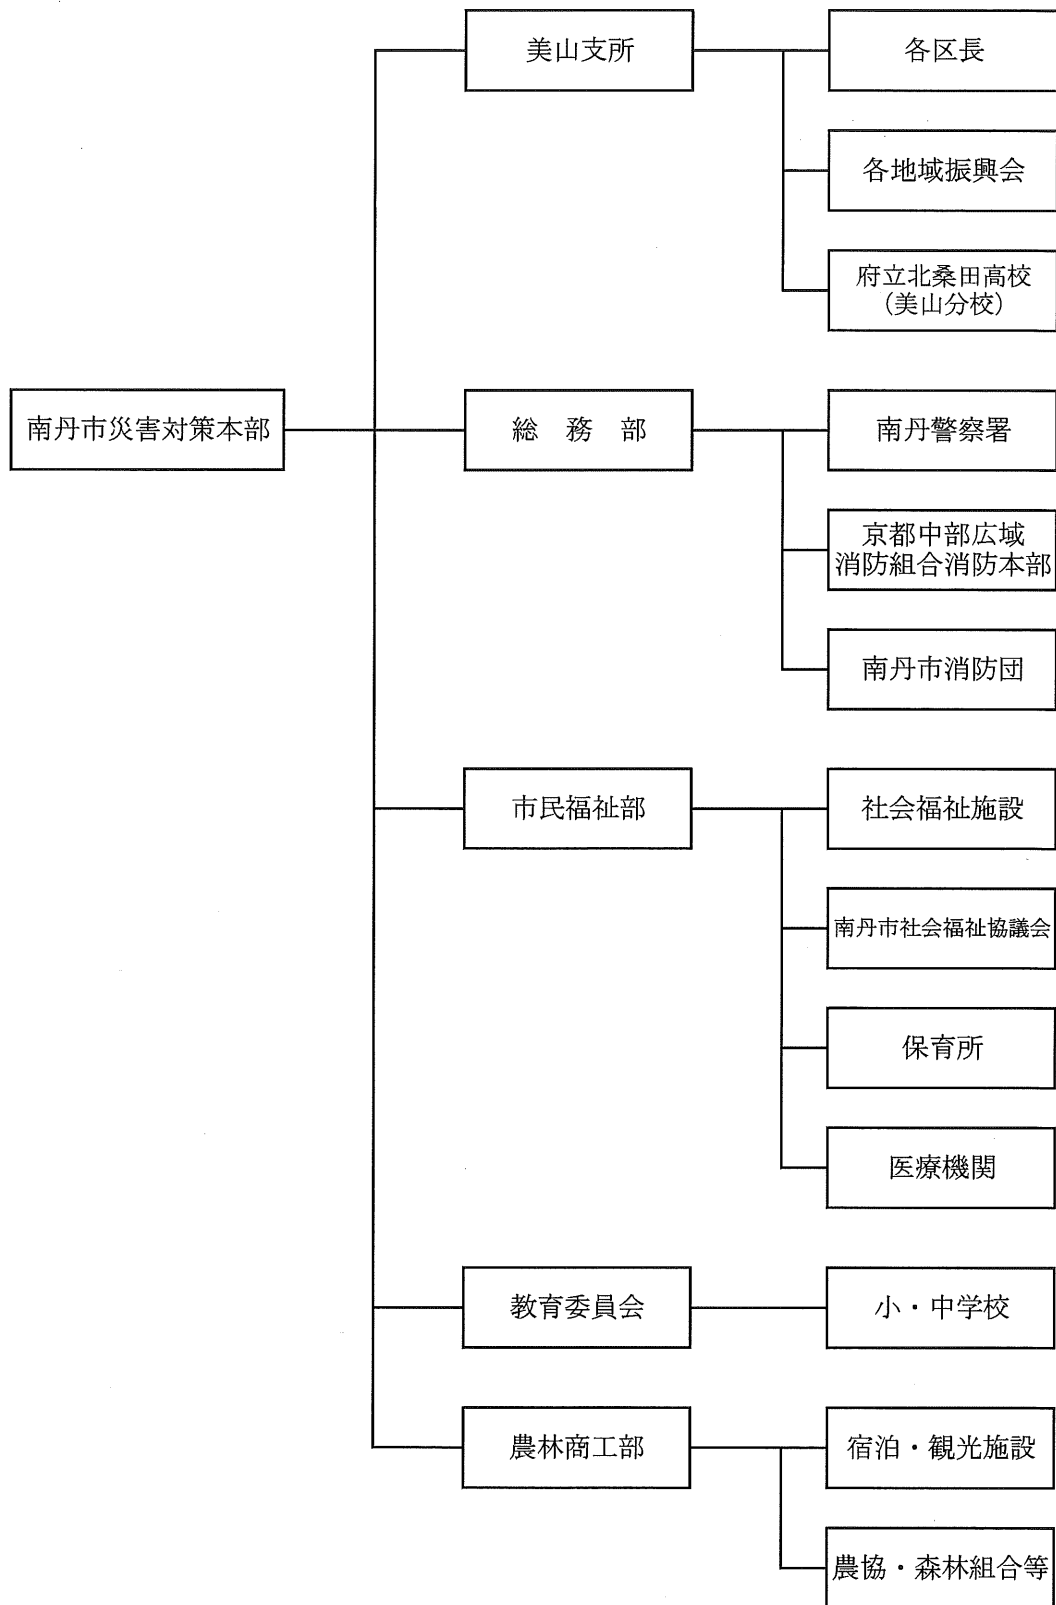 美山支所
各区長
各地域振興会
府立北桑田高校
(美山分校)
南丹市災害対策本部
総 務 部
南丹警察署
京都中部広域
消防組合消防本部
南丹市消防団
市民福祉部
社会福祉施設
南丹市社会福祉協議会
保育所
医療機関
教育委員会
小・中学校
農林商工部
宿泊・観光施設
農協・森林組合等